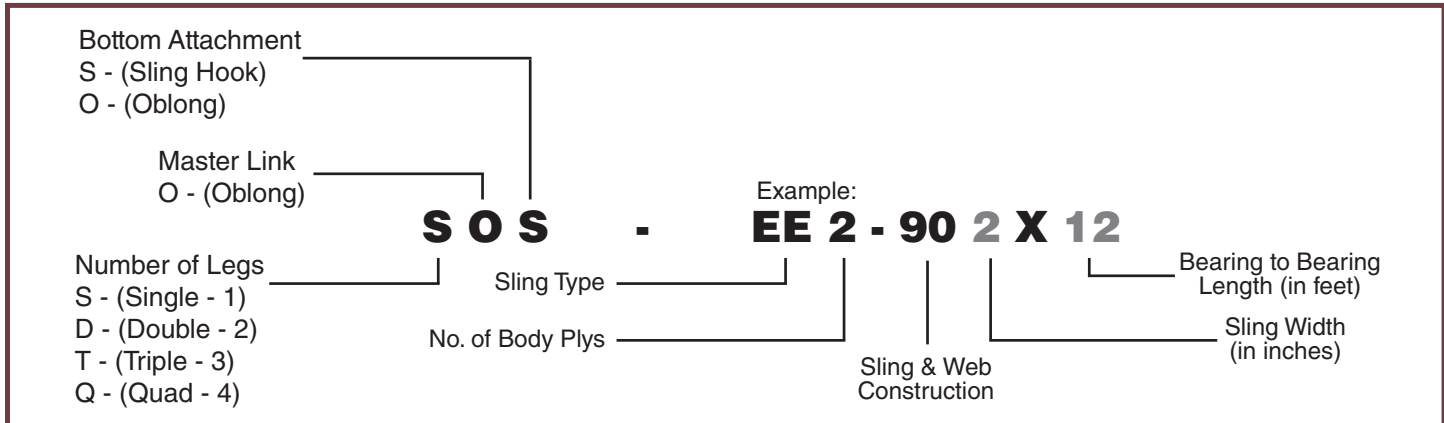 Bottom Attachment
S - (Sling Hook)
O - (Oblong)
Master Link
O - (Oblong)
Example:
S O S - EE 2 - 90 2 X 12
Number of Legs
S - (Single - 1)
D - (Double - 2)
T - (Triple - 3)
Q - (Quad - 4)
Sling Type
No. of Body Plys
Sling & Web
Construction
Bearing to Bearing
Length (in feet)
Sling Width
(in inches)